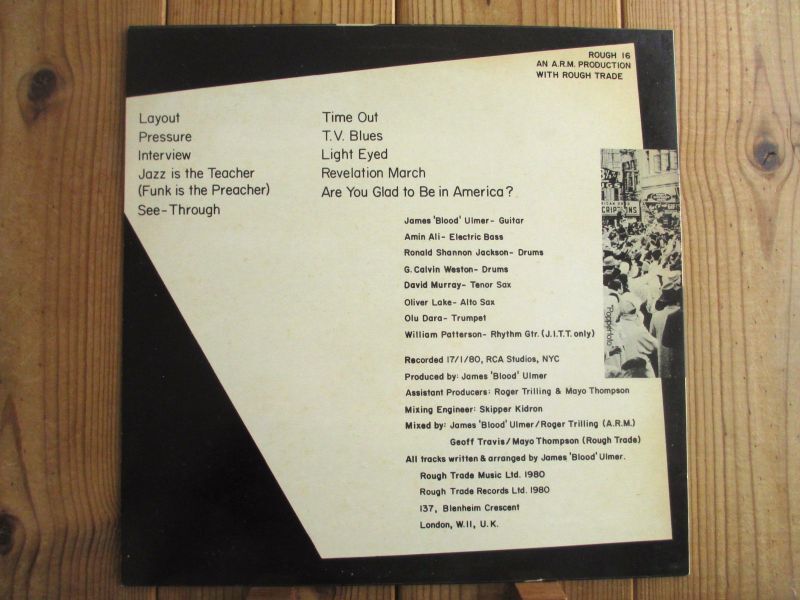 ROUGH 16
AN A.R.M. PRODUCTION
WITH ROUGH TRADE
Layout
Pressure
Interview
Jazz is the Teacher
(Funk is the Preacher)
See-Through
Time Out
T.V. Blues
Light Eyed
Revelation March
Are You Glad to Be in America?
James 'Blood' Ulmer- Guitar
Amin Ali- Electric Bass
Ronald Shannon Jackson- Drums
G. Calvin Weston- Drums
David Murray- Tenor Sax
Oliver Lake- Alto Sax
Olu Dara- Trumpet
William Patterson- Rhythm Gtr. (J.I.T.T. only)
Recorded 17/1/80, RCA Studios, NYC
Produced by: James 'Blood' Ulmer
Assistant Producers: Roger Trilling & Mayo Thompson
Mixing Engineer: Skipper Kidron
Mixed by: James 'Blood' Ulmer/Roger Trilling (A.R.M.)
Geoff Travis/Mayo Thompson (Rough Trade)
All tracks written & arranged by James 'Blood' Ulmer.
Rough Trade Music Ltd. 1980
Rough Trade Records Ltd. 1980
137, Blenheim Crescent
London, W.11, U.K.
"Popperfoto"